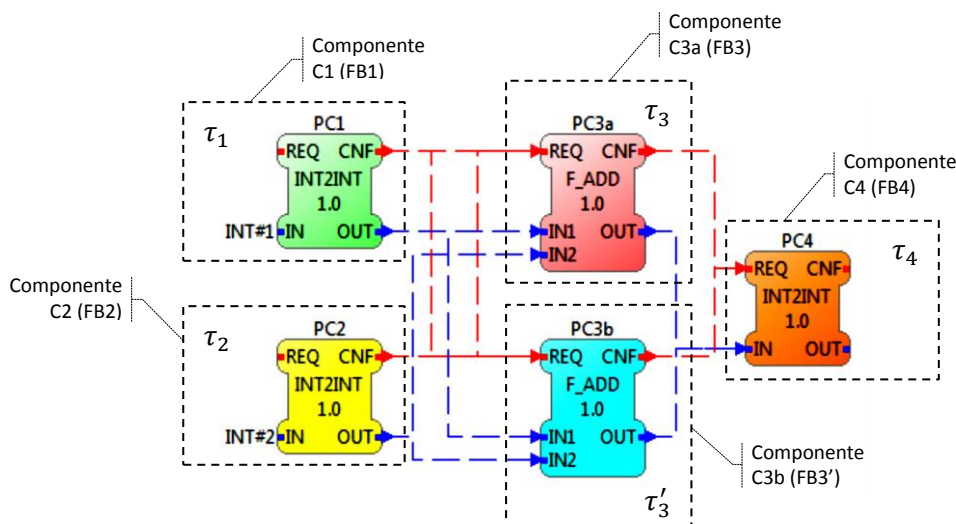 Componente
C1 (FB1)
Componente
C3a (FB3)
τ1
PC1
REQ CNF
INT2INT
1.0
INT#1 IN OUT
PC3a
τ3
REQ CNF
F_ADD
1.0
IN1 OUT
IN2
Componente
C4 (FB4)
PC4
τ4
REQ CNF
INT2INT
1.0
IN OUT
Componente
C2 (FB2)
τ2
PC2
REQ CNF
INT2INT
1.0
INT#2 IN OUT
PC3b
REQ CNF
F_ADD
1.0
IN1 OUT
IN2
τ3′
Componente
C3b (FB3')